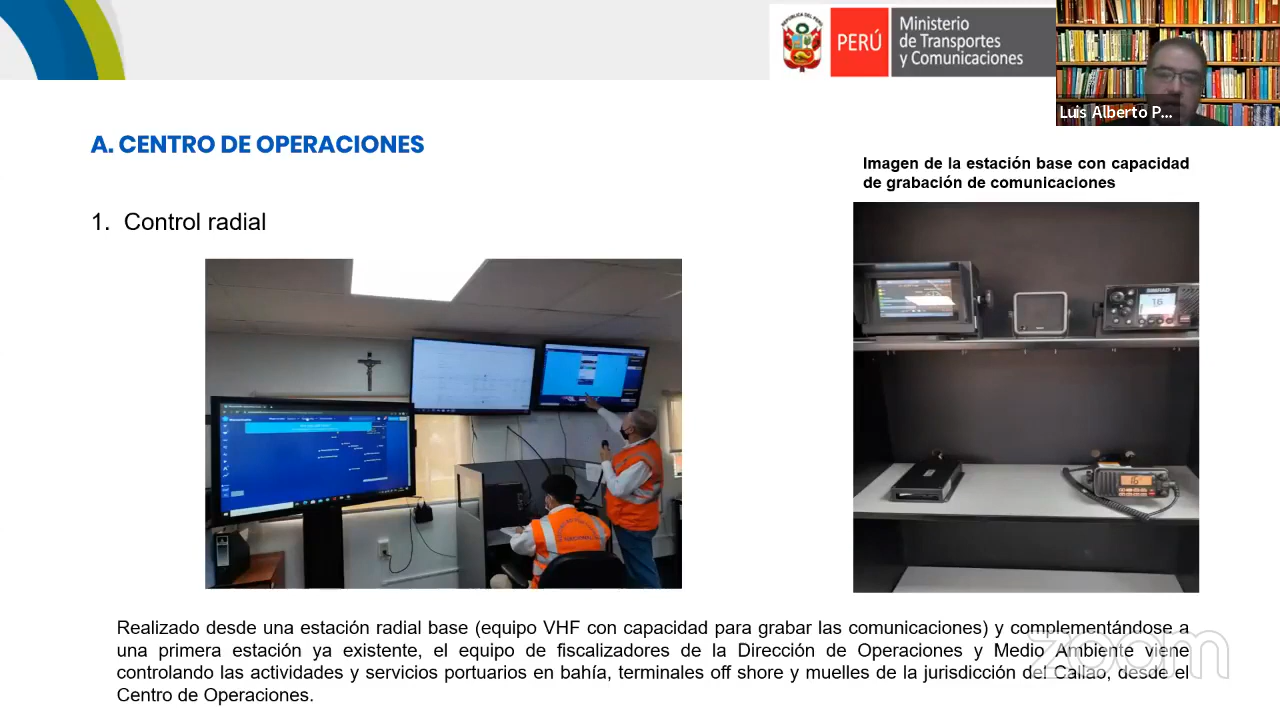 PERÚ
Ministerio
de Transportes
y Comunicaciones
Luis Alberto P...
A. CENTRO DE OPERACIONES
Imagen de la estación base con capacidad
de grabación de comunicaciones
1. Control radial
SIMRAD
16
16
Realizado desde una estación radial base (equipo VHF con capacidad para grabar las comunicaciones) y complementándose a
una primera estación ya existente, el equipo de fiscalizadores de la Dirección de Operaciones y Medio Ambiente viene
controlando las actividades y servicios portuarios en bahía, terminales off shore y muelles de la jurisdicción del Callao, desde el
Centro de Operaciones.
zoom